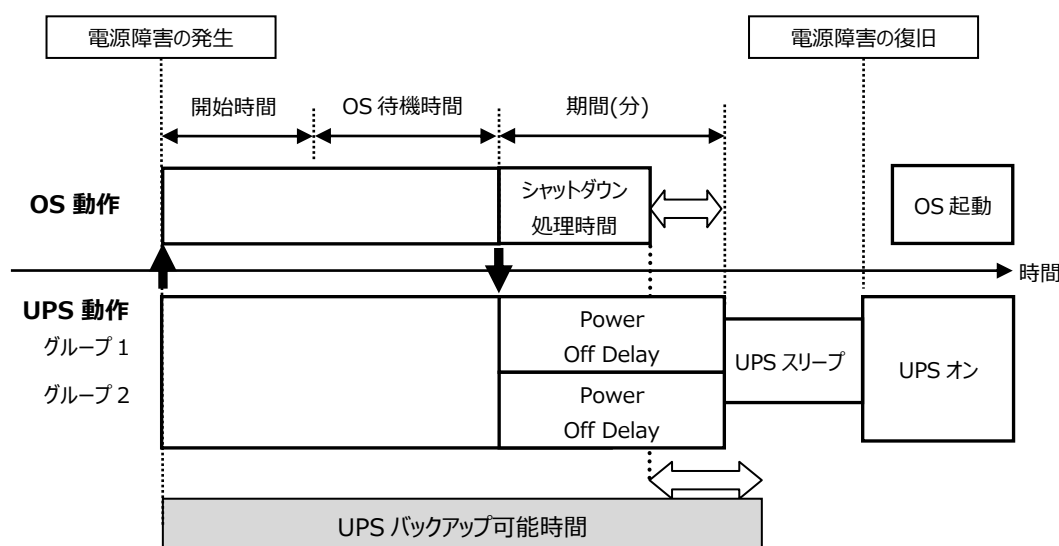 電源障害の発生
電源障害の復旧
開始時間
OS 待機時間
期間(分)
OS 動作
シャットダウン
処理時間
OS 起動
時間
UPS 動作
グループ 1
グループ 2
Power
Off Delay
Power
Off Delay
UPS スリープ
UPS オン
UPS バックアップ可能時間